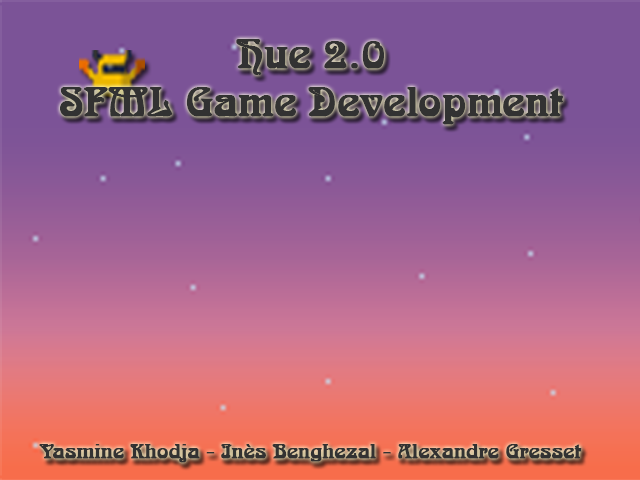 Hue 2.0
SFML Game Development
Yasmine Khodja - Inès Benghezal - Alexandre Gresset